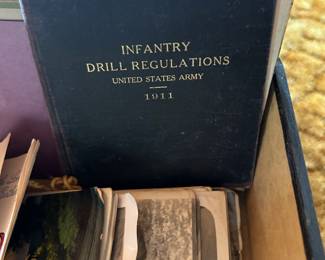 INFANTRY
DRILL REGULATIONS
UNITED STATES ARMY
1911